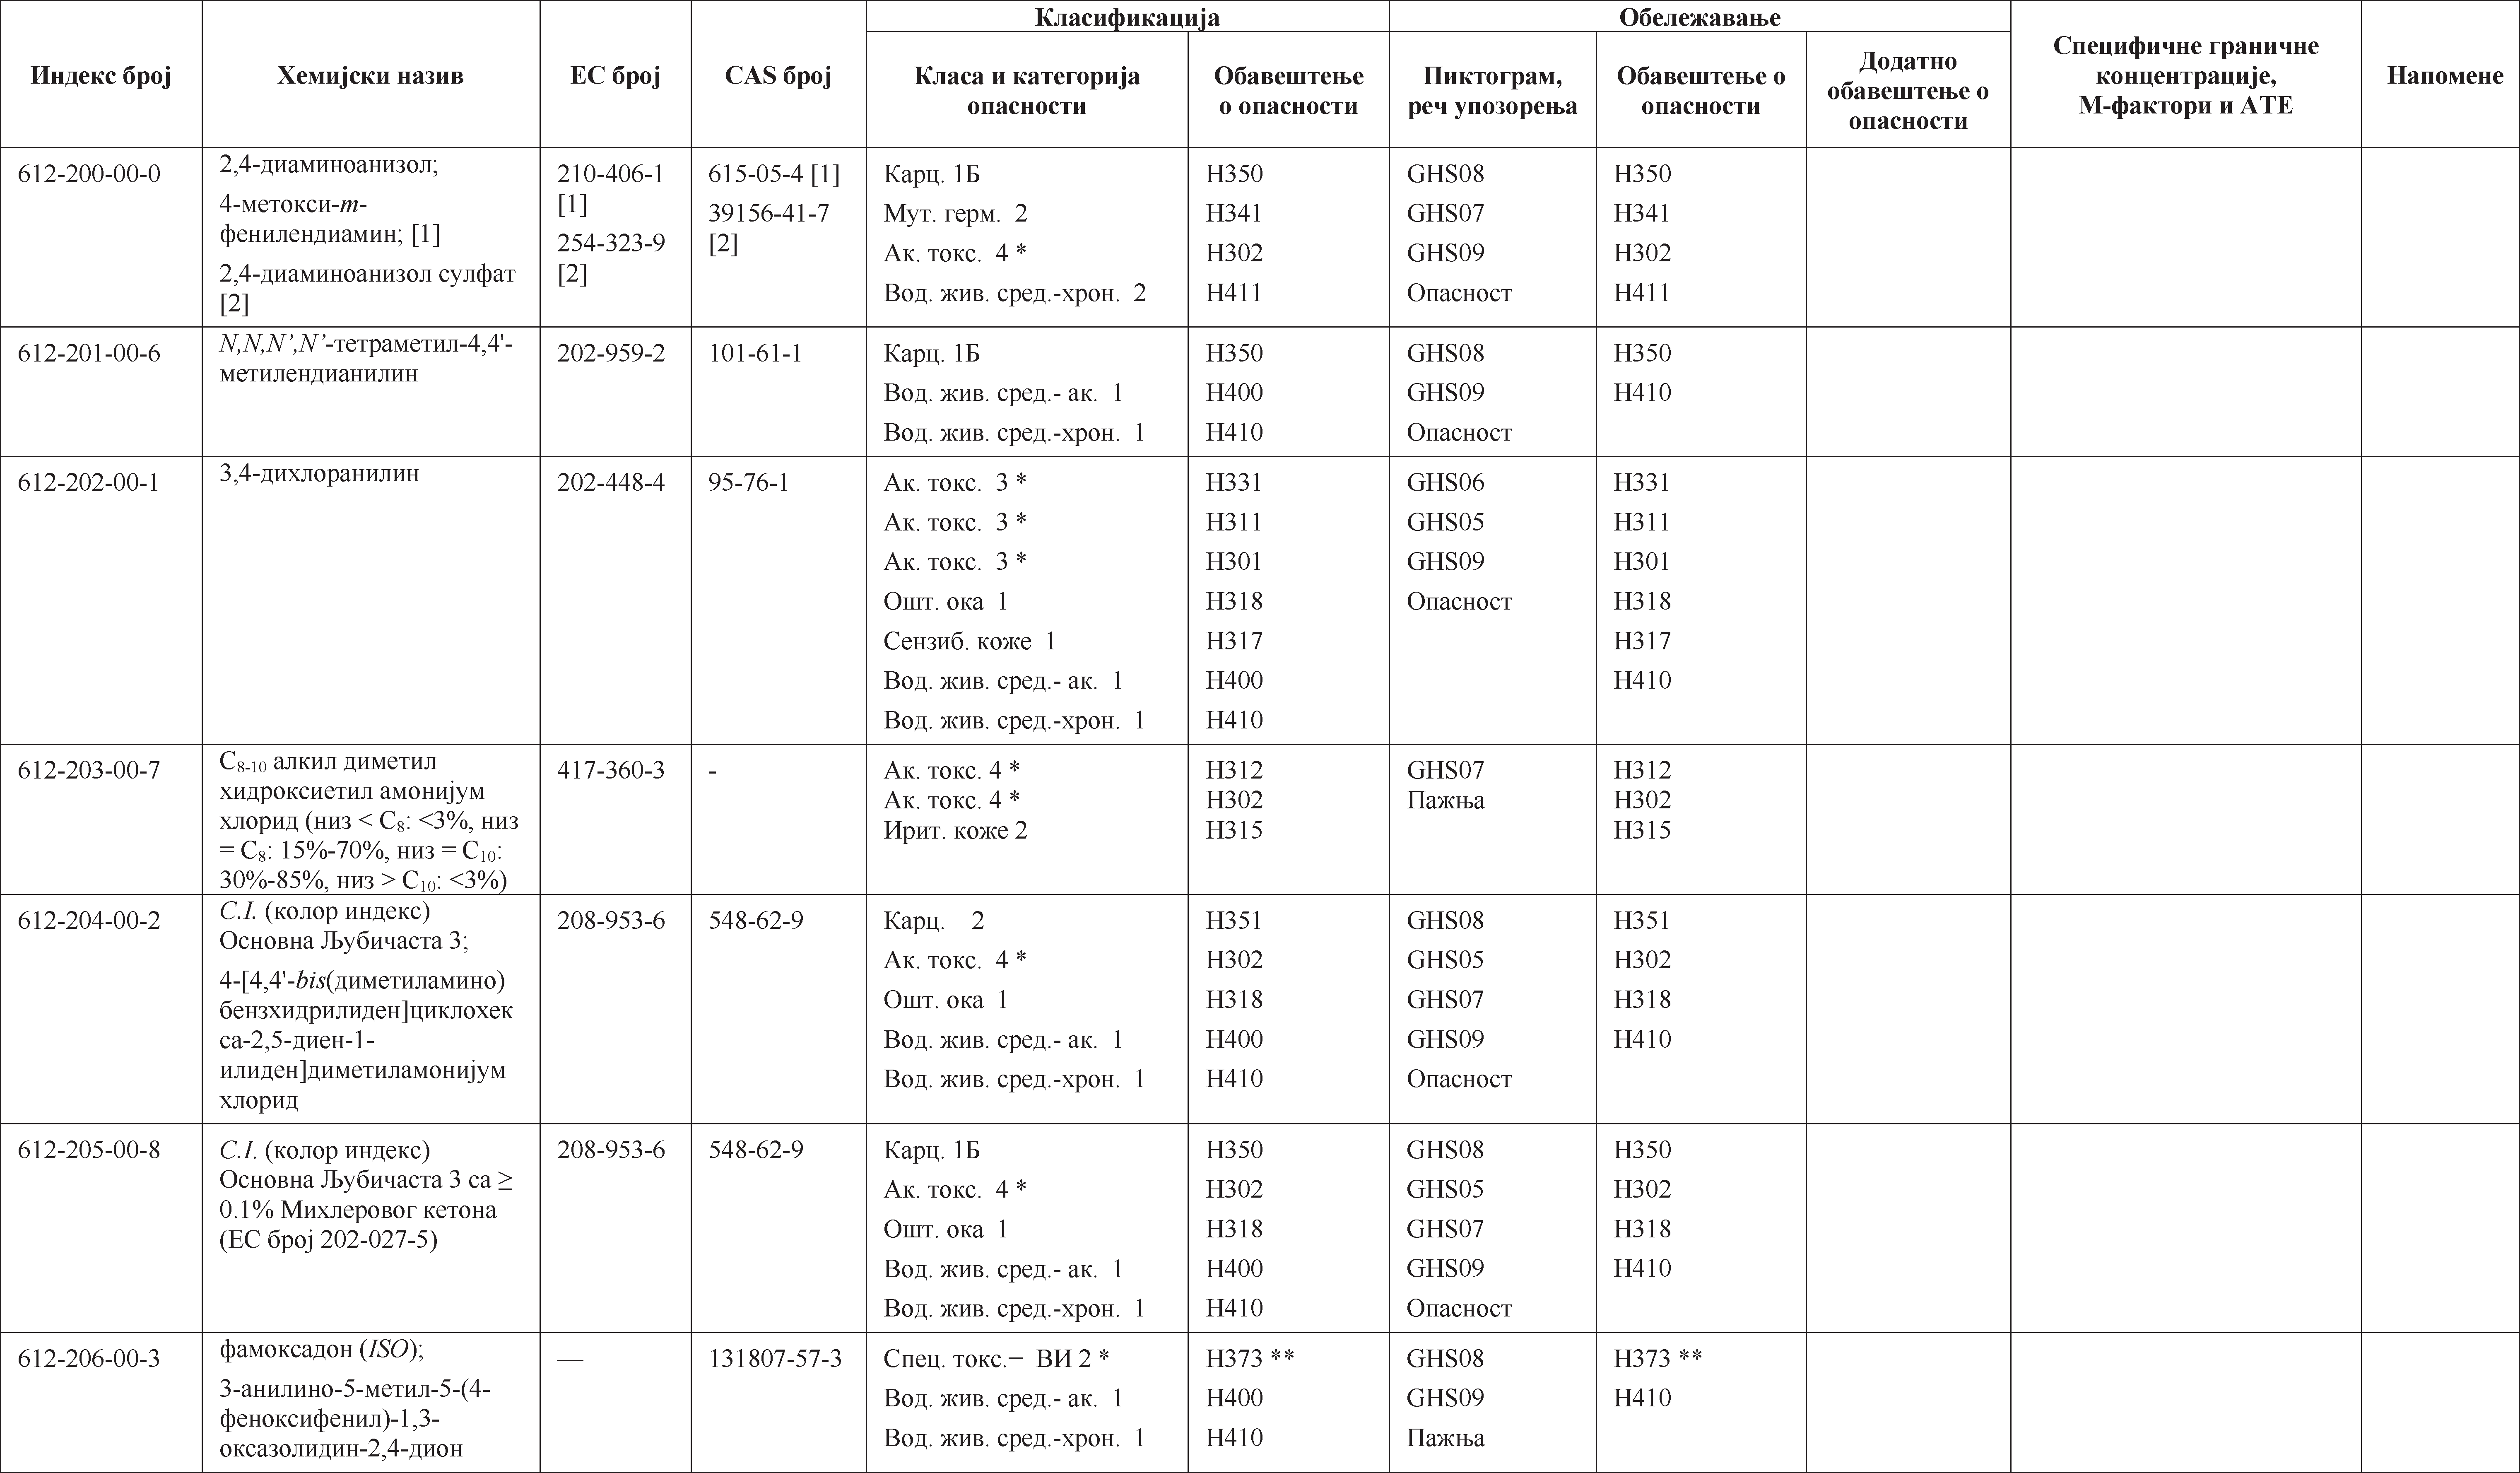 Класификација
Обележавање
Индекс број
Хемијски назив
ЕС број
CAS број
Класа и категорија
опасности
Обавештење
о опасности
Пиктограм,
реч упозорења
Обавештење о
опасности
Додатно
обавештење о
опасности
Специфичне граничне
концентрације,
М-фактори и АТЕ
Напомене
612-200-00-0
2,4-диаминоанизол;
4-метокси-m-
фенилендиамин; [1]
2,4-диаминоанизол сулфат
[2]
210-406-1
[1]
254-323-9
[2]
615-05-4 [1]
39156-41-7
[2]
Карц. 1Б
Мут. герм. 2
Ак. токс. 4 *
Вод. жив. сред.-хрон. 2
H350
H341
H302
H411
GHS08
GHS07
GHS09
Опасност
H350
H341
H302
H411
612-201-00-6
N,N,N’,N’-тетраметил-4,4'-
метилендианилин
202-959-2
101-61-1
Карц. 1Б
Вод. жив. сред.- ак. 1
Вод. жив. сред.-хрон. 1
H350
H400
H410
GHS08
GHS09
Опасност
H350
H410
612-202-00-1
3,4-дихлоранилин
202-448-4
95-76-1
Ак. токс. 3 *
Ак. токс. 3 *
Ак. токс. 3 *
Ошт. ока 1
Сензиб. коже 1
Вод. жив. сред.- ак. 1
Вод. жив. сред.-хрон. 1
H331
H311
H301
H318
H317
H400
H410
GHS06
GHS05
GHS09
Опасност
H331
H311
H301
H318
H317
H410
612-203-00-7
C8-10 алкил диметил
хидроксиетил амонијум
хлорид (низ < C8: <3%, низ
= C8: 15%-70%, низ = C10:
30%-85%, низ > C10: <3%)
417-360-3
-
Ак. токс. 4 *
Ак. токс. 4 *
Ирит. коже 2
H312
H302
H315
GHS07
Пажња
H312
H302
H315
612-204-00-2
C.I. (колор индекс)
Основна Љубичаста 3;
4-[4,4'-bis(диметиламино)
бензхидрилиден]циклохек
са-2,5-диен-1-
илиден]диметиламонијум
хлорид
208-953-6
548-62-9
Карц. 2
Ак. токс. 4 *
Ошт. ока 1
Вод. жив. сред.- ак. 1
Вод. жив. сред.-хрон. 1
H351
H302
H318
H400
H410
GHS08
GHS05
GHS07
GHS09
Опасност
H351
H302
H318
H410
612-205-00-8
C.I. (колор индекс)
Основна Љубичаста 3 са ≥
0.1% Михлеровог кетона
(ЕС број 202-027-5)
208-953-6
548-62-9
Карц. 1Б
Ак. токс. 4 *
Ошт. ока 1
Вод. жив. сред.- ак. 1
Вод. жив. сред.-хрон. 1
H350
H302
H318
H400
H410
GHS08
GHS05
GHS07
GHS09
Опасност
H350
H302
H318
H410
612-206-00-3
фамоксадон (ISO);
3-анилино-5-метил-5-(4-
феноксифенил)-1,3-
оксазолидин-2,4-дион
—
131807-57-3
Спец. токс.− ВИ 2 *
Вод. жив. сред.- ак. 1
Вод. жив. сред.-хрон. 1
H373 **
H400
H410
GHS08
GHS09
Пажња
H373 **
H410